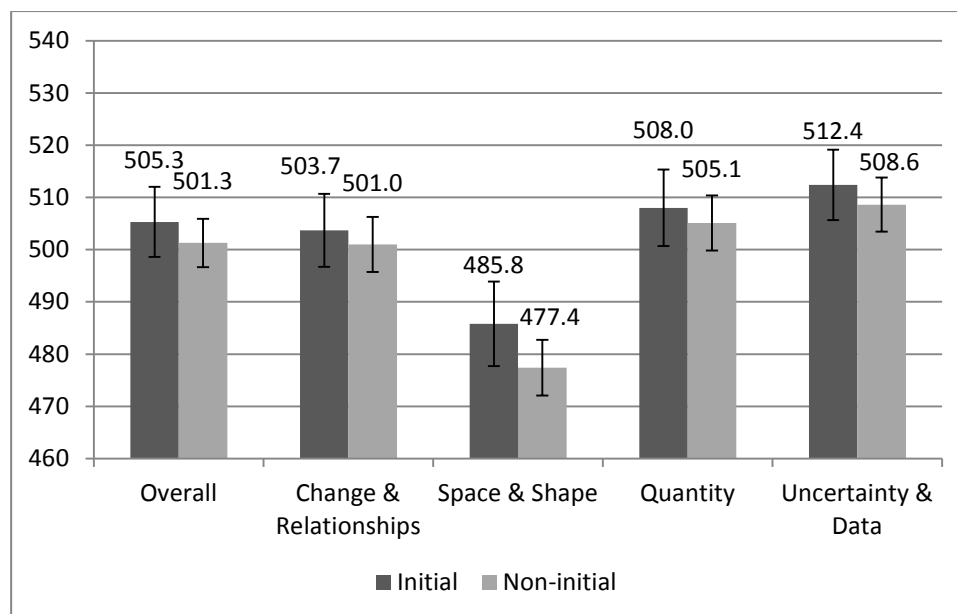 540
530
520
510
500
490
480
470
460
505.3
501.3
503.7
501.0
485.8
477.4
508.0
505.1
512.4
508.6
Overall
Change &
Relationships
Space & Shape
Quantity
Uncertainty &
Data
Initial
Non-initial